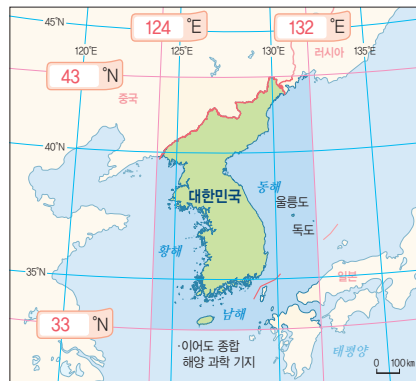 45°N
124 °E
132 °E
120°E
125°E
130°E
135°E
러시아
43 °N
중국
40°N
동해
울릉도
대한민국
독도
황해
35°N
일본
33 °N
남해
·이어도 종합
해양 과학 기지
태평양
0 100km